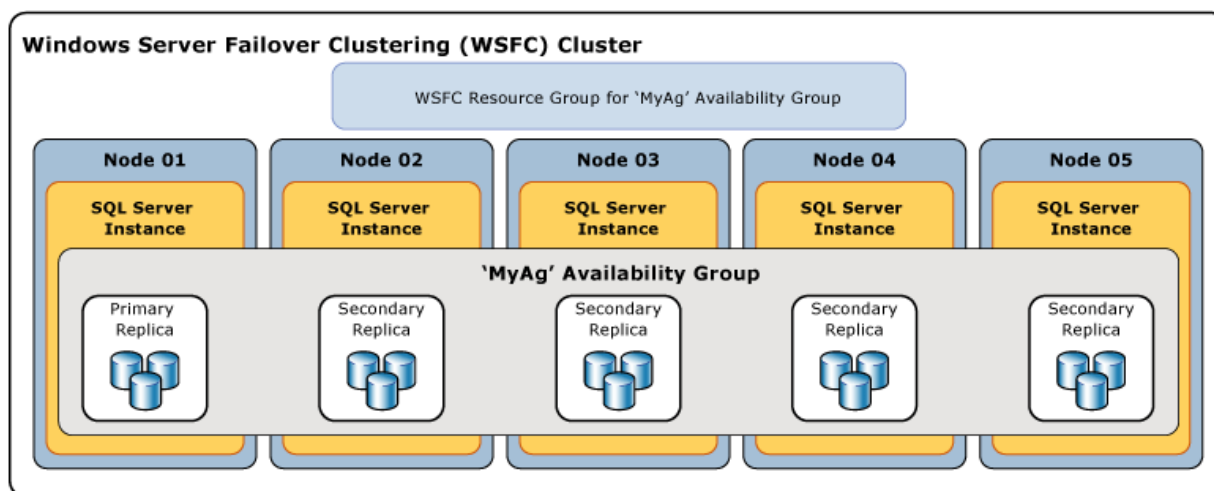 Windows Server Failover Clustering (WSFC) Cluster
WSFC Resource Group for ‘MyAg’ Availability Group
Node 01
SQL Server
Instance
Node 02
SQL Server
Instance
Node 03
SQL Server
Instance
Node 04
SQL Server
Instance
Node 05
SQL Server
Instance
‘MyAg’ Availability Group
Primary
Replica
Secondary
Replica
Secondary
Replica
Secondary
Replica
Secondary
Replica